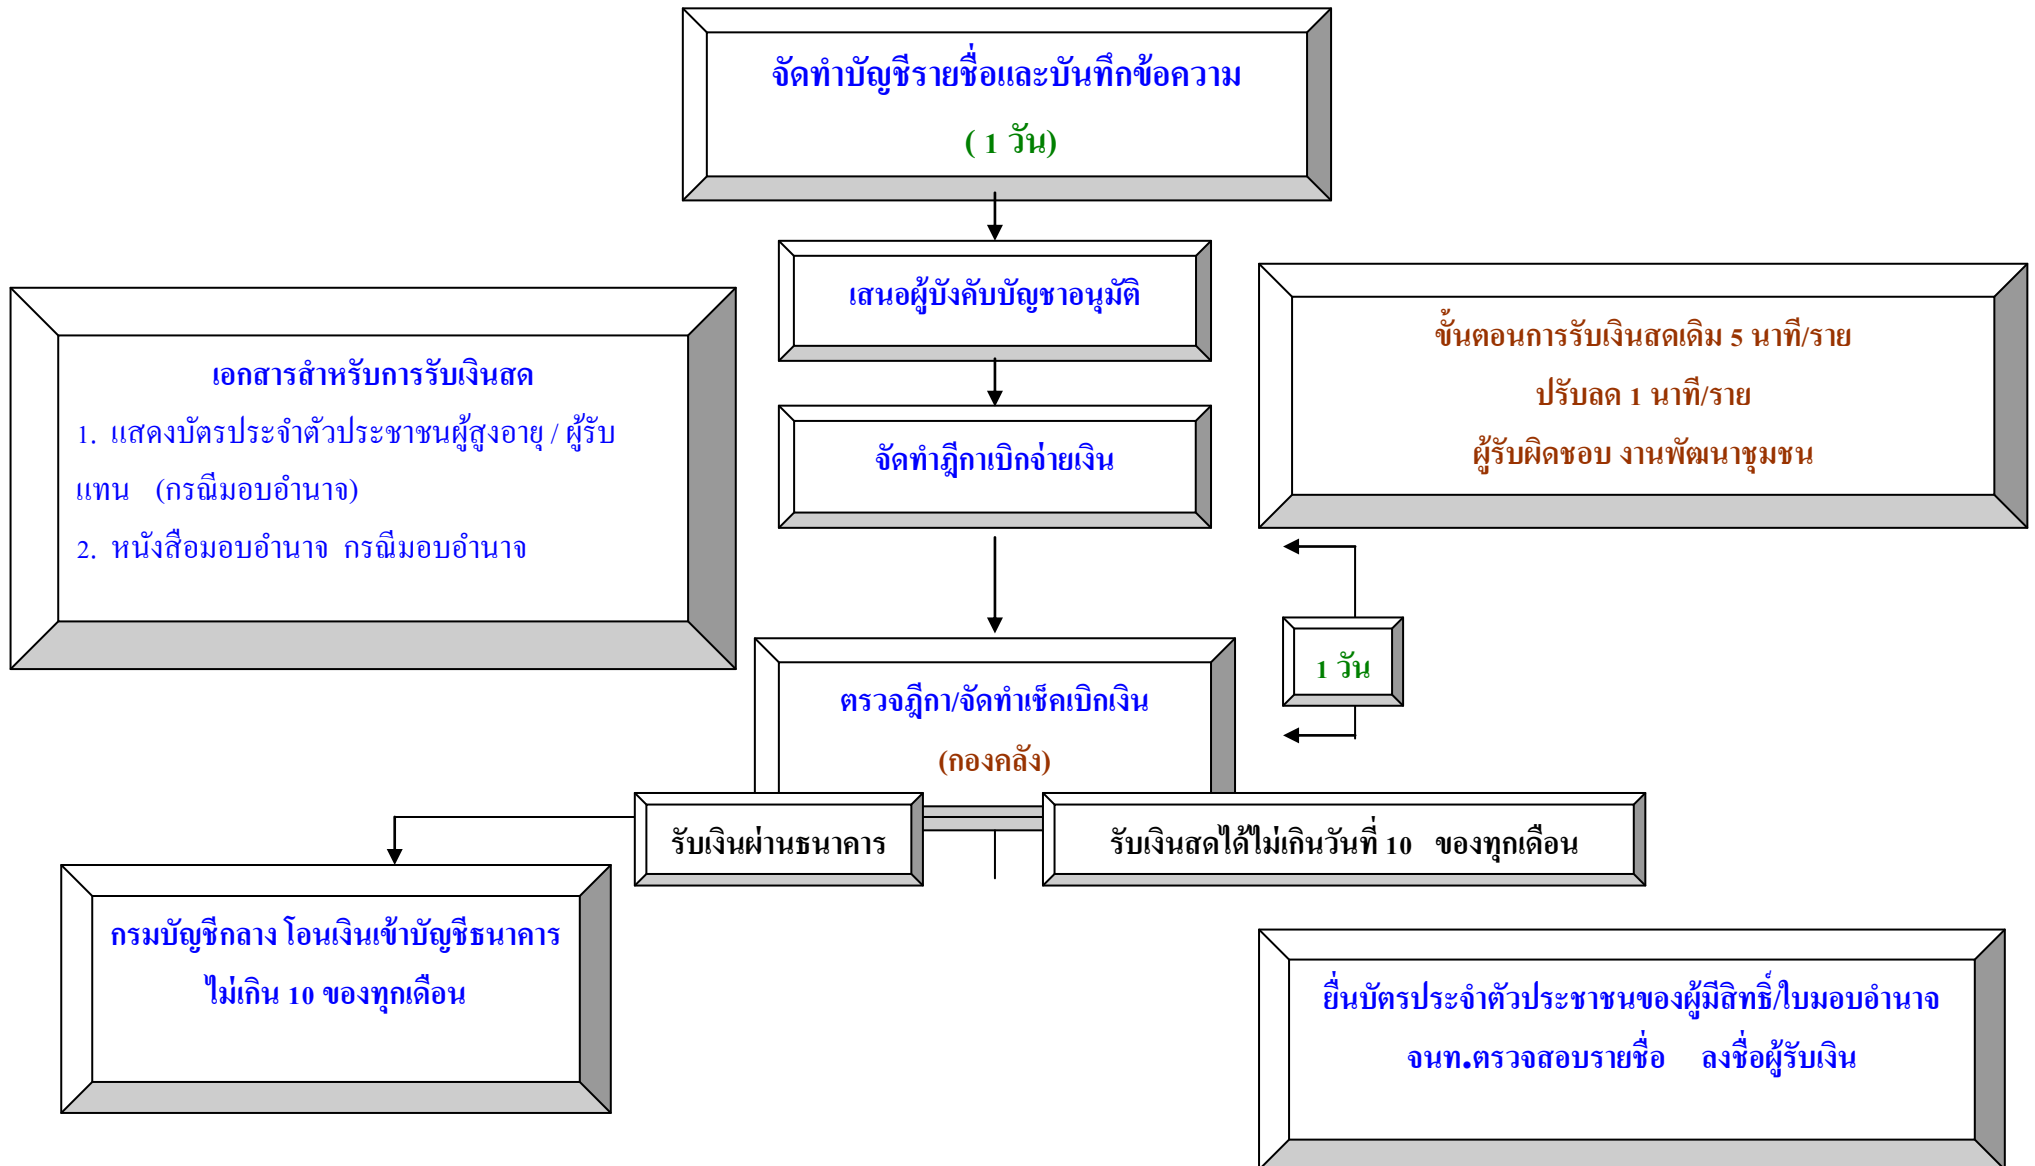 จัดทำบัญชีรายชื่อและบันทึกข้อความ
( 1 วัน)
เสนอผู้บังคับบัญชาอนุมัติ
เอกสารสำหรับการรับเงินสด
1. แสดงบัตรประจำตัวประชาชนผู้สูงอายุ / ผู้รับ
แทน (กรณีมอบอำนาจ)
2. หนังสือมอบอำนาจ กรณีมอบอำนาจ
ขั้นตอนการรับเงินสดเดิม 5 นาที/ราย
ปรับลด 1 นาที/ราย
ผู้รับผิดชอบ งานพัฒนาชุมชน
จัดทำฎีกาเบิกจ่ายเงิน
1 วัน
ตรวจฎีกา/จัดทำเช็คเบิกเงิน
(กองคลัง)
รับเงินผ่านธนาคาร
รับเงินสดได้ไม่เกินวันที่ 10 ของทุกเดือน
กรมบัญชีกลาง โอนเงินเข้าบัญชีธนาคาร
ไม่เกิน 10 ของทุกเดือน
ยื่นบัตรประจำตัวประชาชนของผู้มีสิทธิ์/ใบมอบอำนาจ
จนท.ตรวจสอบรายชื่อ ลงชื่อผู้รับเงิน